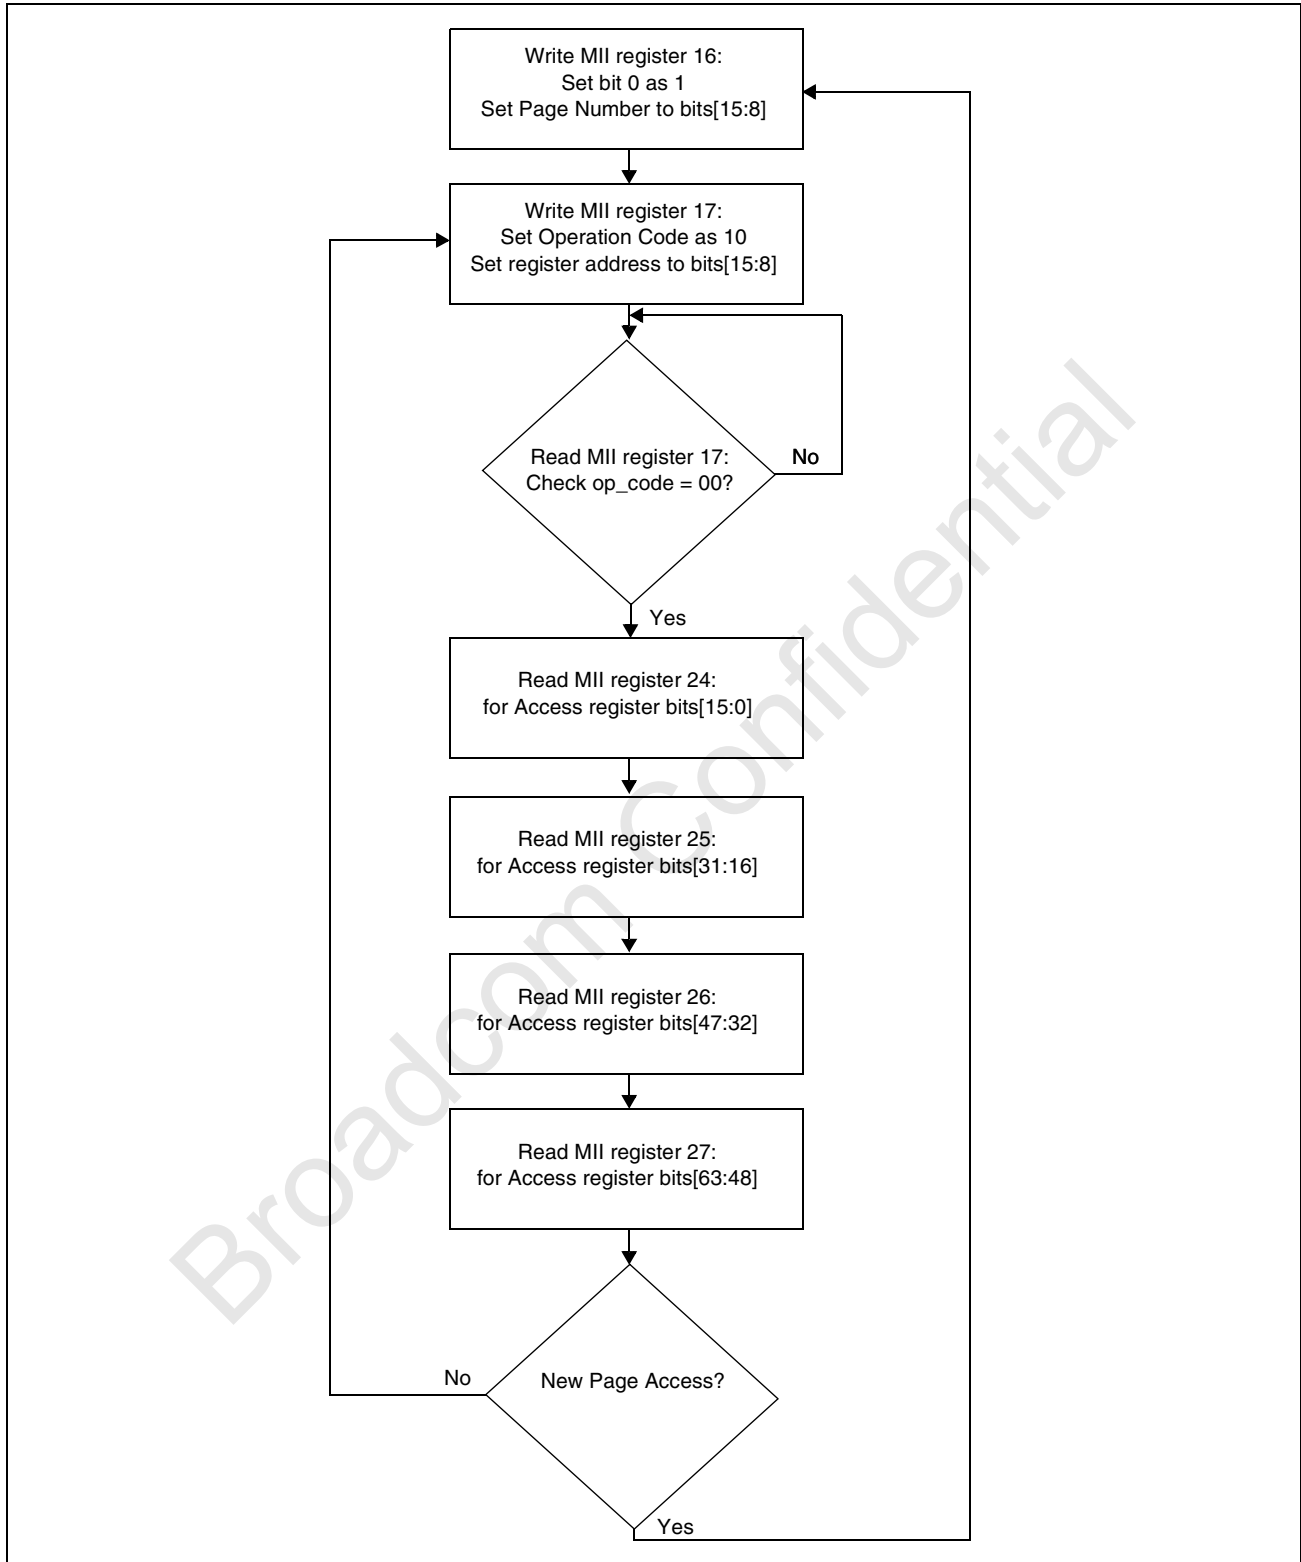 Write MII register 16:
Set bit 0 as 1
Set Page Number to bits[15:8]
Write MII register 17:
Set Operation Code as 10
Set register address to bits[15:8]
Read MII register 17:
Check op_code = 00?
No
Yes
Read MII register 24:
for Access register bits[15:0]
Read MII register 25:
for Access register bits[31:16]
Read MII register 26:
for Access register bits[47:32]
Read MII register 27:
for Access register bits[63:48]
No
New Page Access?
Yes
Broadcom Confidential